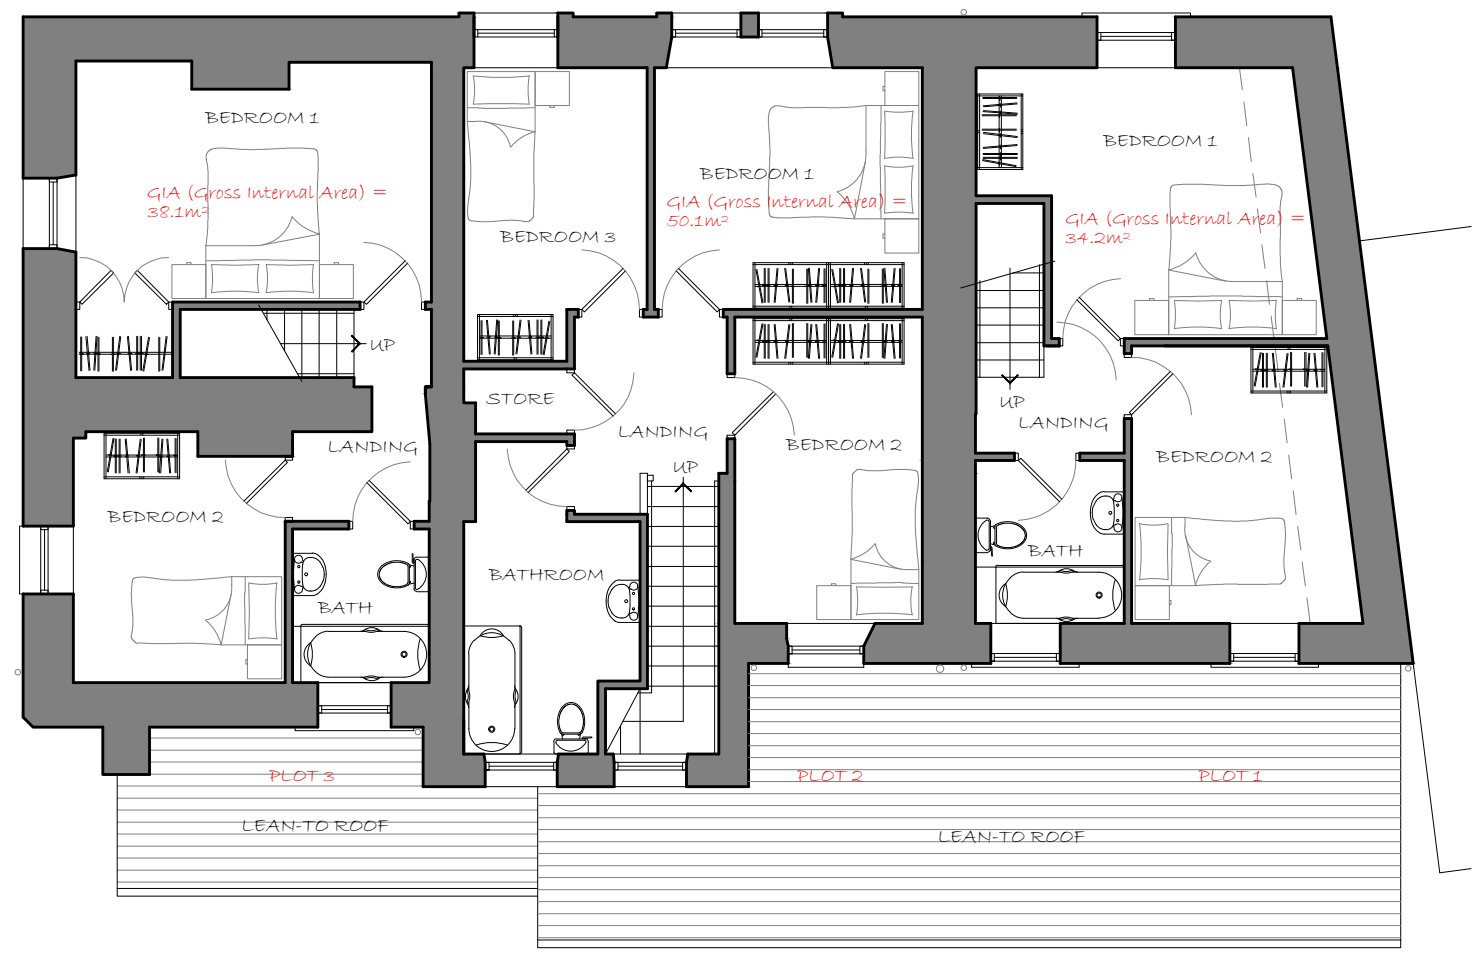 BEDROOM 1
GIA (Gross Internal Area) =
38.1m²
UP
LANDING
BEDROOM 2
BATH
PLOT 3
LEAN-TO ROOF
BEDROOM 3
BEDROOM 1
GIA (Gross Internal Area) =
50.1m²
STORE
LANDING
BEDROOM 2
UP
BATHROOM
PLOT 2
BEDROOM 1
GIA (Gross Internal Area) =
34.2m²
UP
LANDING
BEDROOM 2
BATH
PLOT 1
LEAN-TO ROOF